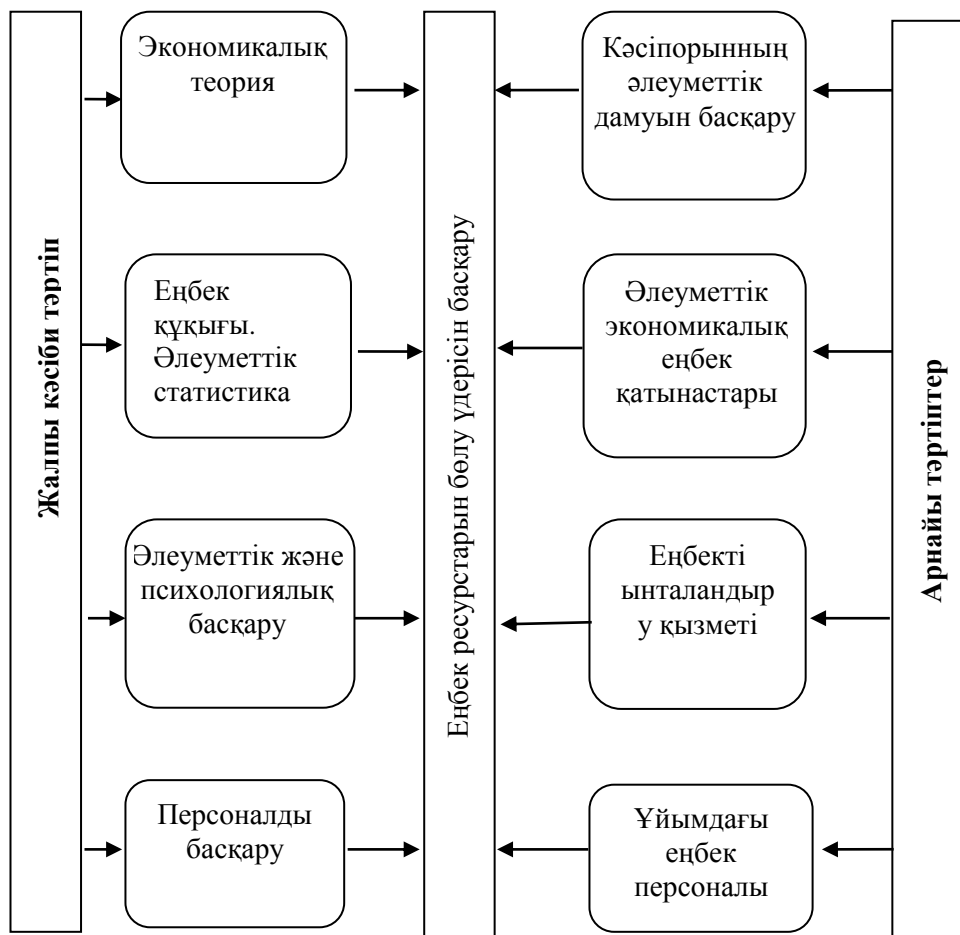 Жалпы кәсіби тәртіп
Экономикалық
теория
Еңбек
құқығы.
Әлеуметтік
статистика
Әлеуметтік және
психологиялық
басқару
Персоналды
басқару
Еңбек ресурстарын бөлу үдерісін басқару
Кәсіпорынның
әлеуметтік
дамуын басқару
Әлеуметтік
экономикалық
еңбек
қатынастары
Еңбекті
ынталандыр
у қызметі
Ұйымдағы
еңбек
персоналы
Арнайы тәртіптер